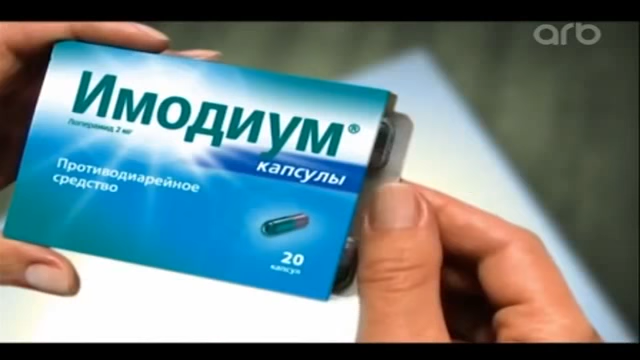 arb
Имодиум®
Лоперамид 2 мг
капсулы
Противодиарейное
средство
20
капсул